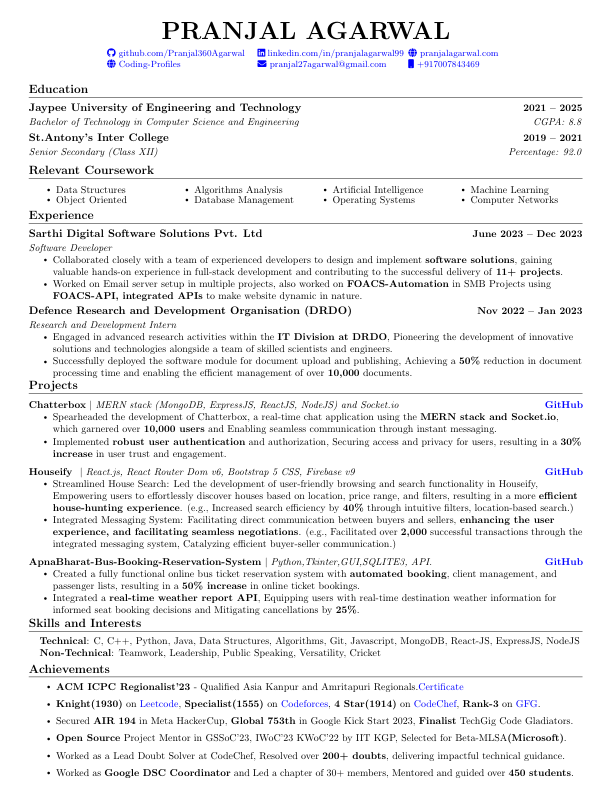 PRANJAL AGARWAL
github.com/Pranjal360Agarwal linkedin.com/in/pranjalagarwal99 pranjalagarwal.com
Coding-Profiles pranjal27agarwal@gmail.com +917007843469
Education
Jaypee University of Engineering and Technology 2021 – 2025
Bachelor of Technology in Computer Science and Engineering CGPA: 8.8
St.Antony's Inter College 2019 – 2021
Senior Secondary (Class XII) Percentage: 92.0
Relevant Coursework
• Data Structures • Algorithms Analysis • Artificial Intelligence • Machine Learning
• Object Oriented • Database Management • Operating Systems • Computer Networks
Experience
Sarthi Digital Software Solutions Pvt. Ltd June 2023 – Dec 2023
Software Developer
• Collaborated closely with a team of experienced developers to design and implement software solutions, gaining
valuable hands-on experience in full-stack development and contributing to the successful delivery of 11+ projects.
• Worked on Email server setup in multiple projects, also worked on FOACS-Automation in SMB Projects using
FOACS-API, integrated APIs to make website dynamic in nature.
Defence Research and Development Organisation (DRDO) Nov 2022 – Jan 2023
Research and Development Intern
• Engaged in advanced research activities within the IT Division at DRDO, Pioneering the development of innovative
solutions and technologies alongside a team of skilled scientists and engineers.
• Successfully deployed the software module for document upload and publishing, Achieving a 50% reduction in document
processing time and enabling the efficient management of over 10,000 documents.
Projects
Chatterbox | MERN stack (MongoDB, ExpressJS, ReactJS, NodeJS) and Socket.io GitHub
• Spearheaded the development of Chatterbox, a real-time chat application using the MERN stack and Socket.io,
which garnered over 10,000 users and Enabling seamless communication through instant messaging.
• Implemented robust user authentication and authorization, Securing access and privacy for users, resulting in a 30%
increase in user trust and engagement.
Houseify | React.js, React Router Dom v6, Bootstrap 5 CSS, Firebase v9 GitHub
• Streamlined House Search: Led the development of user-friendly browsing and search functionality in Houseify,
Empowering users to effortlessly discover houses based on location, price range, and filters, resulting in a more efficient
house-hunting experience. (e.g., Increased search efficiency by 40% through intuitive filters, location-based search.)
• Integrated Messaging System: Facilitating direct communication between buyers and sellers, enhancing the user
experience, and facilitating seamless negotiations. (e.g., Facilitated over 2,000 successful transactions through the
integrated messaging system, Catalyzing efficient buyer-seller communication.)
ApnaBharat-Bus-Booking-Reservation-System | Python,Tkinter,GUI,SQLITE3, API. GitHub
• Created a fully functional online bus ticket reservation system with automated booking, client management, and
passenger lists, resulting in a 50% increase in online ticket bookings.
• Integrated a real-time weather report API, Equipping users with real-time destination weather information for
informed seat booking decisions and Mitigating cancellations by 25%.
Skills and Interests
Technical: C, C++, Python, Java, Data Structures, Algorithms, Git, Javascript, MongoDB, React-JS, ExpressJS, NodeJS
Non-Technical: Teamwork, Leadership, Public Speaking, Versatility, Cricket
Achievements
• ACM ICPC Regionalist'23 - Qualified Asia Kanpur and Amritapuri Regionals.Certificate
• Knight(1930) on Leetcode, Specialist(1555) on Codeforces, 4 Star(1914) on CodeChef, Rank-3 on GFG.
• Secured AIR 194 in Meta HackerCup, Global 753th in Google Kick Start 2023, Finalist TechGig Code Gladiators.
• Open Source Project Mentor in GSSoC'23, IWoC'23 KWoC'22 by IIT KGP, Selected for Beta-MLSA(Microsoft).
• Worked as a Lead Doubt Solver at CodeChef, Resolved over 200+ doubts, delivering impactful technical guidance.
• Worked as Google DSC Coordinator and Led a chapter of 30+ members, Mentored and guided over 450 students.